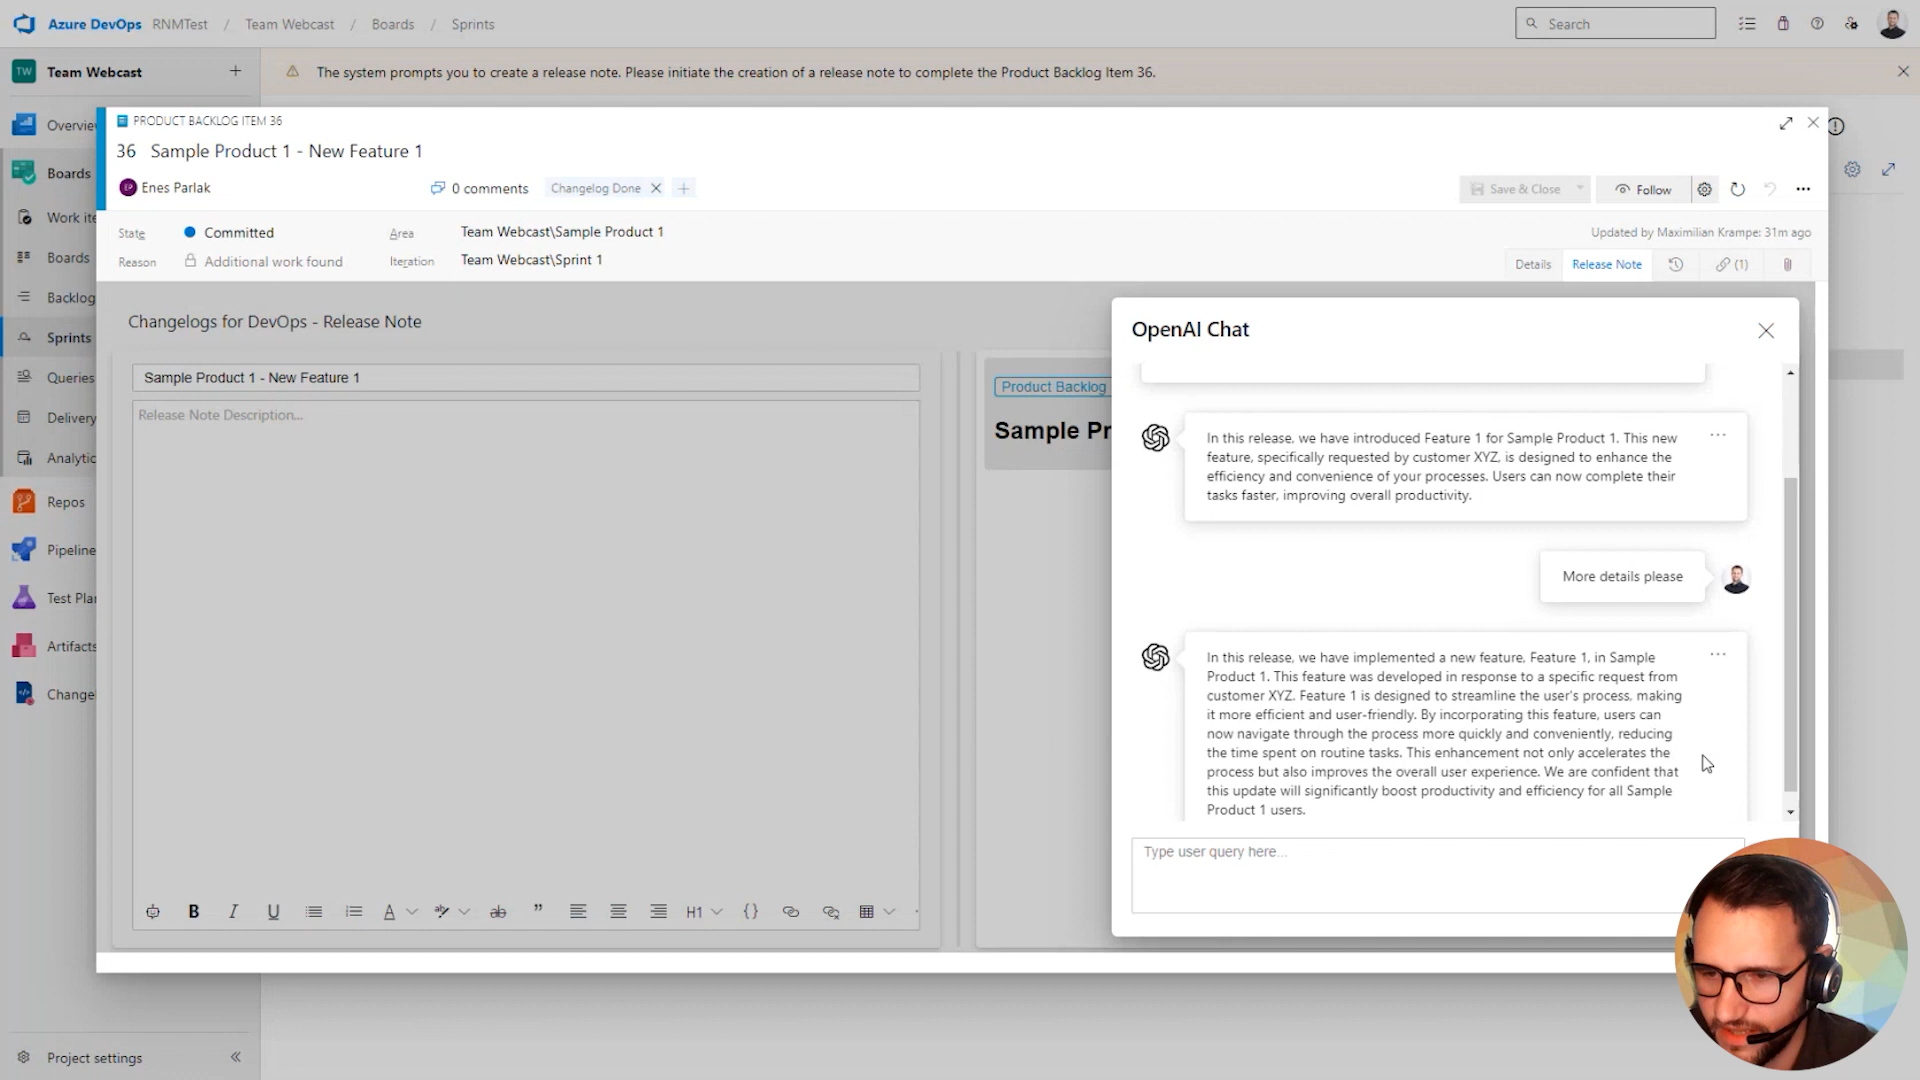 Azure DevOps RNMTest / Team Webcast / Boards / Sprints
Search
TW Team Webcast
The system prompts you to create a release note. Please initiate the creation of a release note to complete the Product Backlog Item 36.
Overvie
Boards
Work ite
Boards
Backlog
Sprints
Queries
Delivery
Analytic
Repos
Pipeline
Test Plan
Artifacts
Change
Project settings
PRODUCT BACKLOG ITEM 36
36 Sample Product 1 - New Feature 1
EP Enes Parlak
0 comments
Changelog Done
Save & Close
Follow
State Committed
Area Team Webcast\Sample Product 1
Updated by Maximilian Krampe: 31m ago
Reason Additional work found
Iteration Team Webcast\Sprint 1
Details
Release Note
(1)
Changelogs for DevOps - Release Note
Sample Product 1 - New Feature 1
Release Note Description...
B I U A ab H1 {}
Product Backlog
Sample Pr
OpenAI Chat
In this release, we have introduced Feature 1 for Sample Product 1. This new
feature, specifically requested by customer XYZ, is designed to enhance the
efficiency and convenience of your processes. Users can now complete their
tasks faster, improving overall productivity.
More details please
In this release, we have implemented a new feature, Feature 1, in Sample
Product 1. This feature was developed in response to a specific request from
customer XYZ. Feature 1 is designed to streamline the user's process, making
it more efficient and user-friendly. By incorporating this feature, users can
now navigate through the process more quickly and conveniently, reducing
the time spent on routine tasks. This enhancement not only accelerates the
process but also improves the overall user experience. We are confident that
this update will significantly boost productivity and efficiency for all Sample
Product 1 users.
Type user query here...